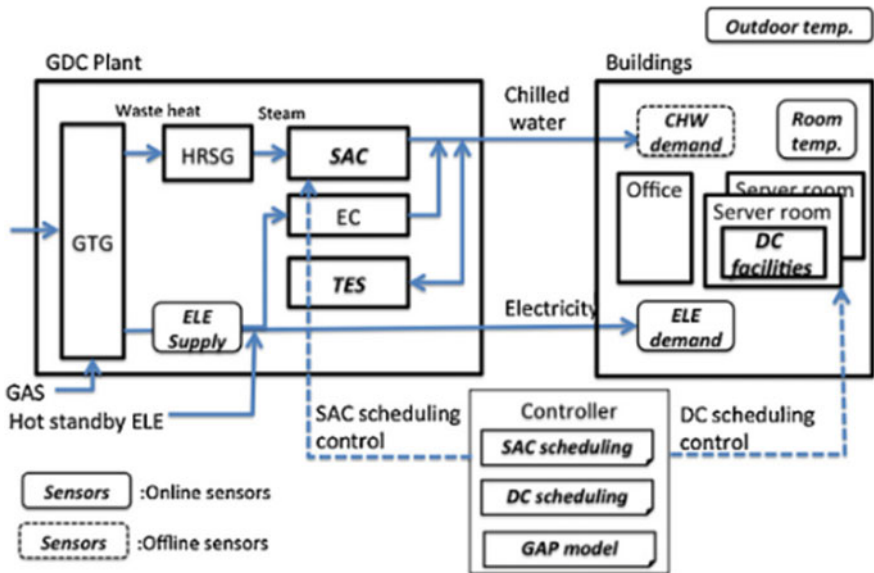 Outdoor temp.
GDC Plant
Buildings
Waste heat
Steam
Chilled
water
CHW
demand
Room
temp.
HRSG
SAC
GTG
EC
Office
Server room
Server room
DC
facilities
TES
ELE
Supply
Electricity
ELE
demand
GAS
Hot standby ELE
SAC scheduling
control
Controller
DC scheduling
control
SAC scheduling
DC scheduling
GAP model
Sensors :Online sensors
Sensors :Offline sensors